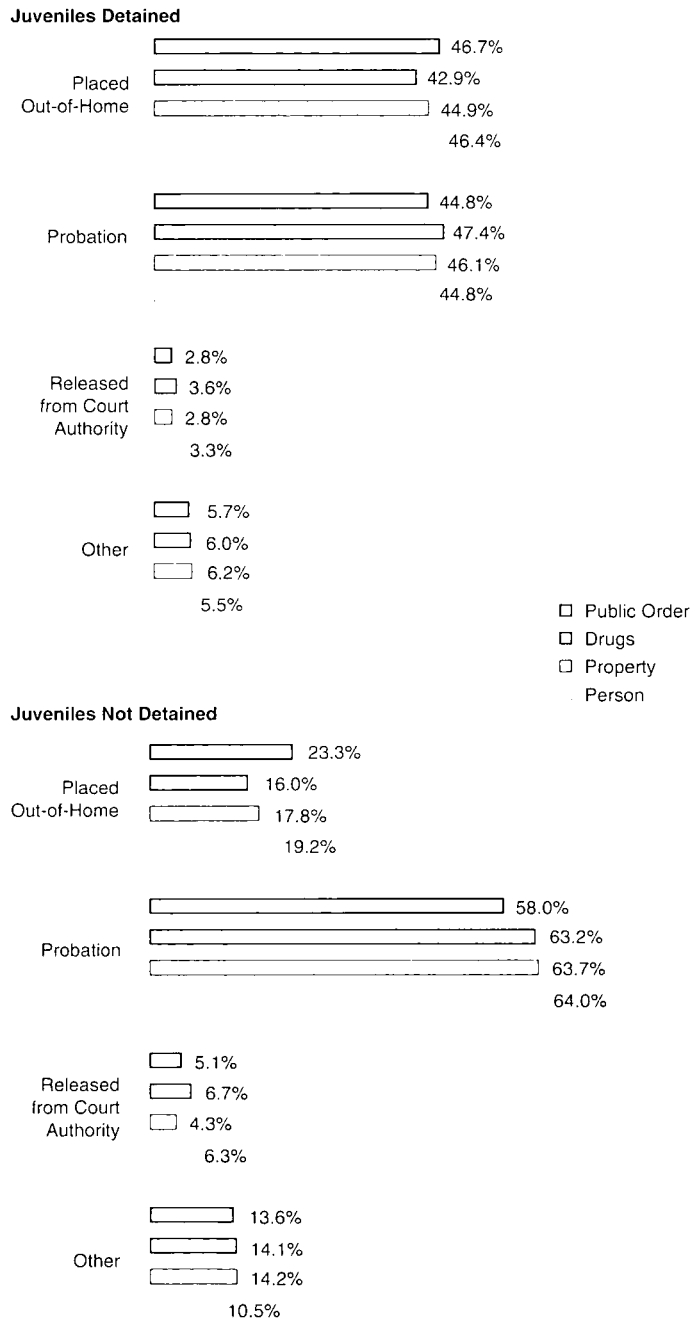 Juveniles Detained
46.7%
Placed
Out-of-Home
42.9%
44.9%
46.4%
44.8%
Probation
47.4%
46.1%
44.8%
2.8%
Released
from Court
Authority
3.6%
2.8%
3.3%
5.7%
Other
6.0%
6.2%
5.5%
Public Order
Drugs
Property
Person
Juveniles Not Detained
23.3%
Placed
Out-of-Home
16.0%
17.8%
19.2%
58.0%
Probation
63.2%
63.7%
64.0%
5.1%
Released
from Court
Authority
6.7%
4.3%
6.3%
13.6%
Other
14.1%
14.2%
10.5%